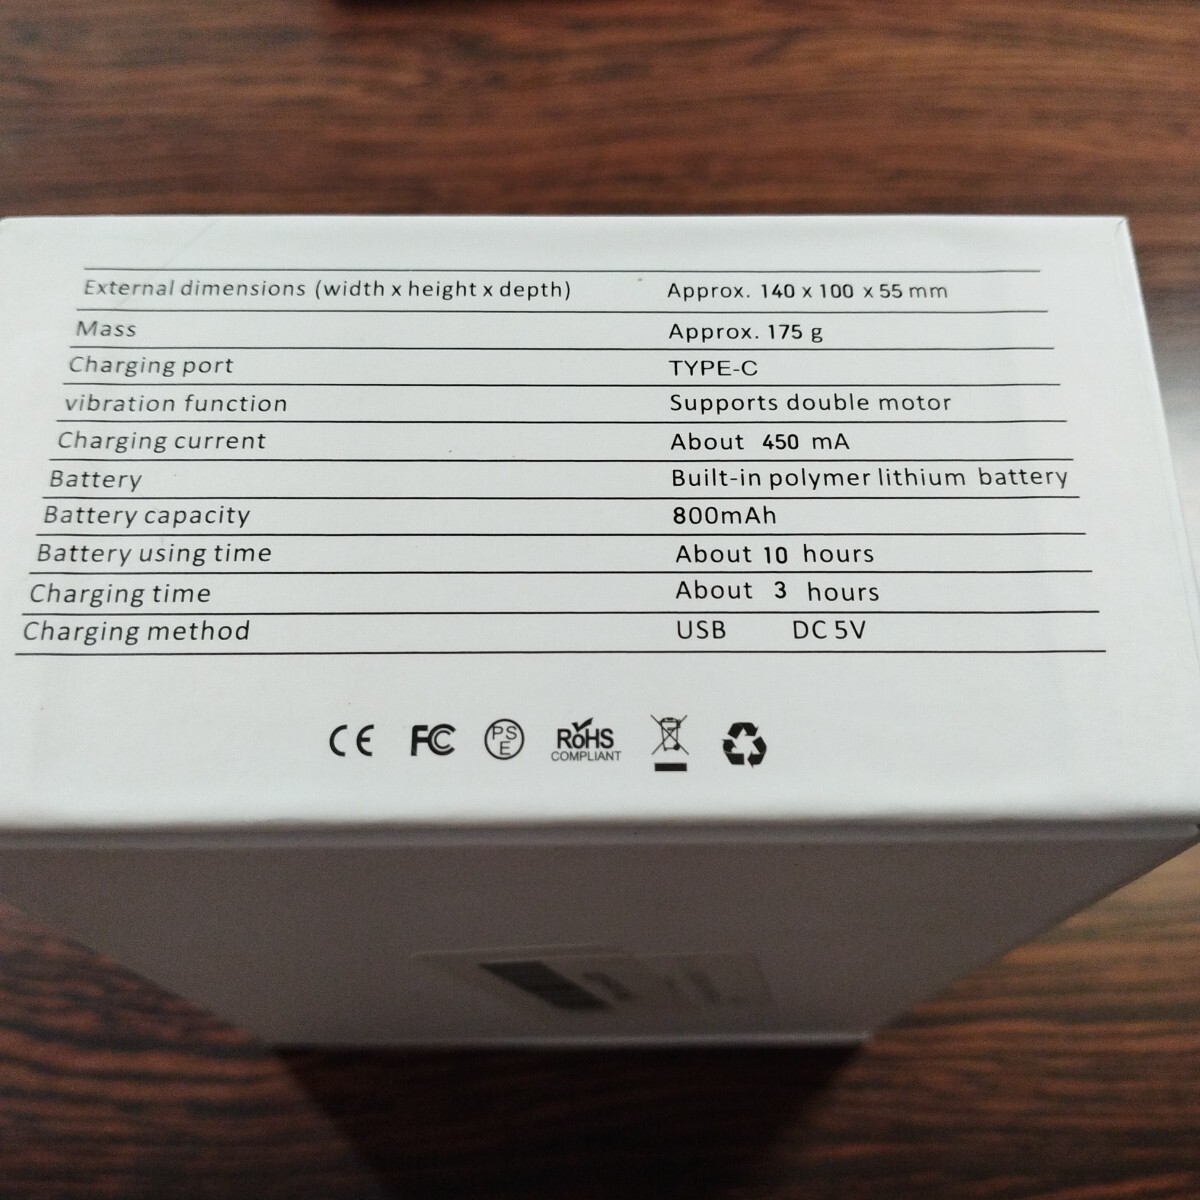 External dimensions (width x height x depth) Approx. 140 x 100 x 55 mm
Mass Approx. 175 g
Charging port TYPE-C
vibration function Supports double motor
Charging current About 450 mA
Battery Built-in polymer lithium battery
Battery capacity 800mAh
Battery using time About 10 hours
Charging time About 3 hours
Charging method USB DC 5V
CE FC PS E RoHS COMPLIANT